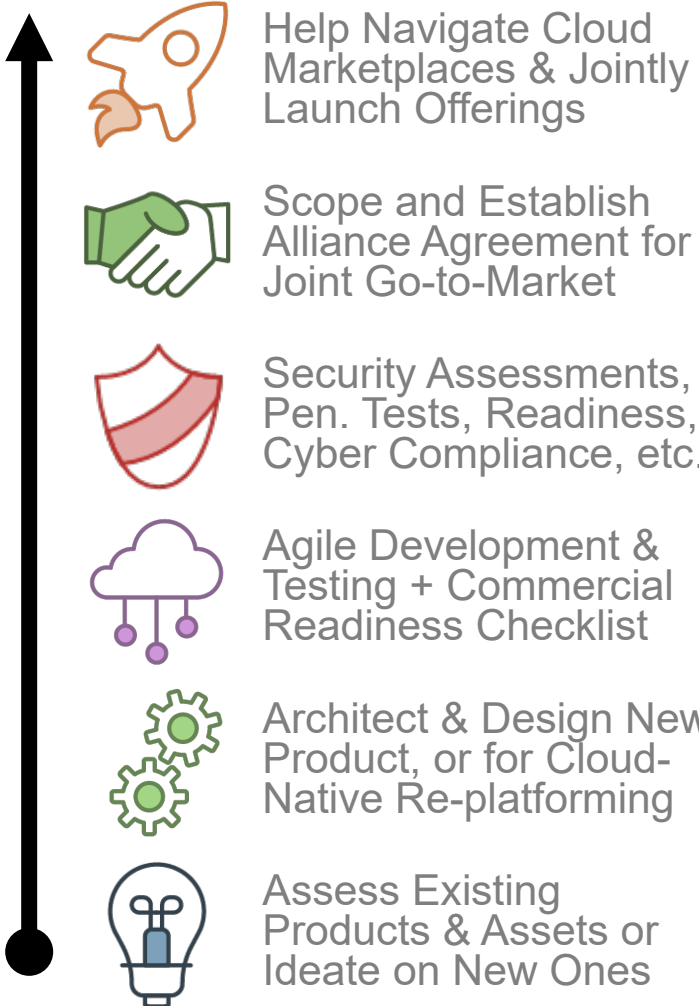 Help Navigate Cloud
Marketplaces & Jointly
Launch Offerings
Scope and Establish
Alliance Agreement for
Joint Go-to-Market
Security Assessments,
Pen. Tests, Readiness,
Cyber Compliance, etc.
Agile Development &
Testing + Commercial
Readiness Checklist
Architect & Design New
Product, or for Cloud-
Native Re-platforming
Assess Existing
Products & Assets or
Ideate on New Ones